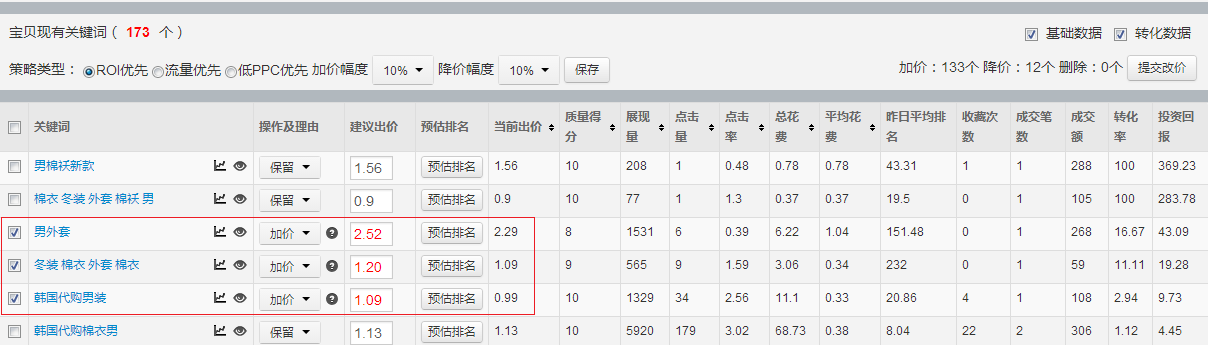 宝贝现有关键词（ 173 个 ） 基础数据 转化数据
策略类型： ROI优先 流量优先 低PPC优先 加价幅度 10% 降价幅度 10% 保存 加价：133个 降价：12个 删除：0个 提交改价
关键词 操作及理由 建议出价 预估排名 当前出价 质量得分 展现量 点击量 点击率 总花费 平均花费 昨日平均排名 收藏次数 成交笔数 成交额 转化率 投资回报
男棉袄新款 保留 1.56 预估排名 1.56 10 208 1 0.48 0.78 0.78 43.31 1 1 288 100 369.23
棉衣 冬装 外套 棉袄 男 保留 0.9 预估排名 0.9 10 77 1 1.3 0.37 0.37 19.5 0 1 105 100 283.78
男外套 加价 2.52 预估排名 2.29 8 1531 6 0.39 6.22 1.04 151.48 0 1 268 16.67 43.09
冬装 棉衣 外套 棉衣 加价 1.20 预估排名 1.09 9 565 9 1.59 3.06 0.34 232 0 1 59 11.11 19.28
韩国代购男装 加价 1.09 预估排名 0.99 10 1329 34 2.56 11.1 0.33 20.86 4 1 108 2.94 9.73
韩国代购棉衣男 保留 1.13 预估排名 1.13 10 5920 179 3.02 68.73 0.38 8.04 22 2 306 1.12 4.45